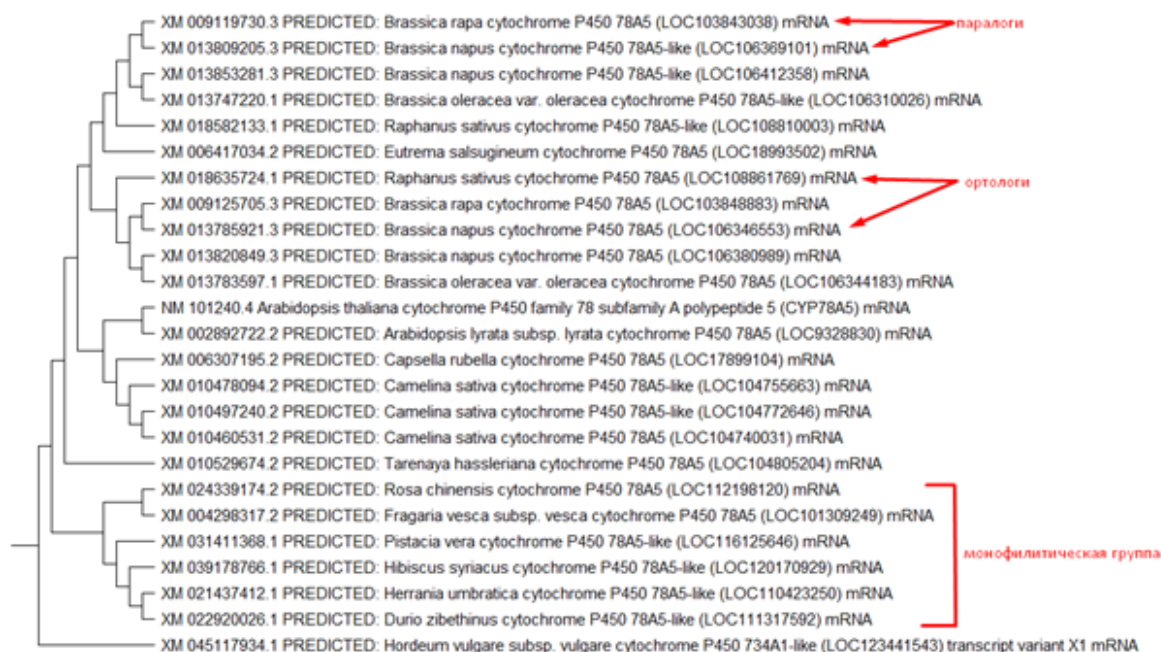 XM 009119730.3 PREDICTED: Brassica rapa cytochrome P450 78A5 (LOC103843038) mRNA
паралоги
XM 013809205.3 PREDICTED: Brassica napus cytochrome P450 78A5-like (LOC106369101) mRNA
XM 013853281.3 PREDICTED: Brassica napus cytochrome P450 78A5-like (LOC106412358) mRNA
XM 013747220.1 PREDICTED: Brassica oleracea var. oleracea cytochrome P450 78A5-like (LOC106310026) mRNA
XM 018582133.1 PREDICTED: Raphanus sativus cytochrome P450 78A5-like (LOC108810003) mRNA
XM 006417034.2 PREDICTED: Eutrema salsugineum cytochrome P450 78A5 (LOC18993502) mRNA
XM 018635724.1 PREDICTED: Raphanus sativus cytochrome P450 78A5 (LOC108861769) mRNA
ортологи
XM 009125705.3 PREDICTED: Brassica rapa cytochrome P450 78A5 (LOC103848883) mRNA
XM 013785921.3 PREDICTED: Brassica napus cytochrome P450 78A5 (LOC106346553) mRNA
XM 013820849.3 PREDICTED: Brassica napus cytochrome P450 78A5 (LOC106380989) mRNA
XM 013783597.1 PREDICTED: Brassica oleracea var. oleracea cytochrome P450 78A5 (LOC106344183) mRNA
NM 101240.4 Arabidopsis thaliana cytochrome P450 family 78 subfamily A polypeptide 5 (CYP78A5) mRNA
XM 002892722.2 PREDICTED: Arabidopsis lyrata subsp. lyrata cytochrome P450 78A5 (LOC9328830) mRNA
XM 006307195.2 PREDICTED: Capsella rubella cytochrome P450 78A5 (LOC17899104) mRNA
XM 010478094.2 PREDICTED: Camelina sativa cytochrome P450 78A5-like (LOC104755663) mRNA
XM 010497240.2 PREDICTED: Camelina sativa cytochrome P450 78A5-like (LOC104772646) mRNA
XM 010460531.2 PREDICTED: Camelina sativa cytochrome P450 78A5 (LOC104740031) mRNA
XM 010529674.2 PREDICTED: Tarenaya hassleriana cytochrome P450 78A5 (LOC104805204) mRNA
XM 024339174.2 PREDICTED: Rosa chinensis cytochrome P450 78A5 (LOC112198120) mRNA
XM 004298317.2 PREDICTED: Fragaria vesca subsp. vesca cytochrome P450 78A5 (LOC101309249) mRNA
XM 031411368.1 PREDICTED: Pistacia vera cytochrome P450 78A5-like (LOC116125646) mRNA
монофилитическая группа
XM 039178766.1 PREDICTED: Hibiscus syriacus cytochrome P450 78A5-like (LOC120170929) mRNA
XM 021437412.1 PREDICTED: Herrania umbratica cytochrome P450 78A5-like (LOC110423250) mRNA
XM 022920026.1 PREDICTED: Durio zibethinus cytochrome P450 78A5-like (LOC111317592) mRNA
XM 045117934.1 PREDICTED: Hordeum vulgare subsp. vulgare cytochrome P450 734A1-like (LOC123441543) transcript variant X1 mRNA